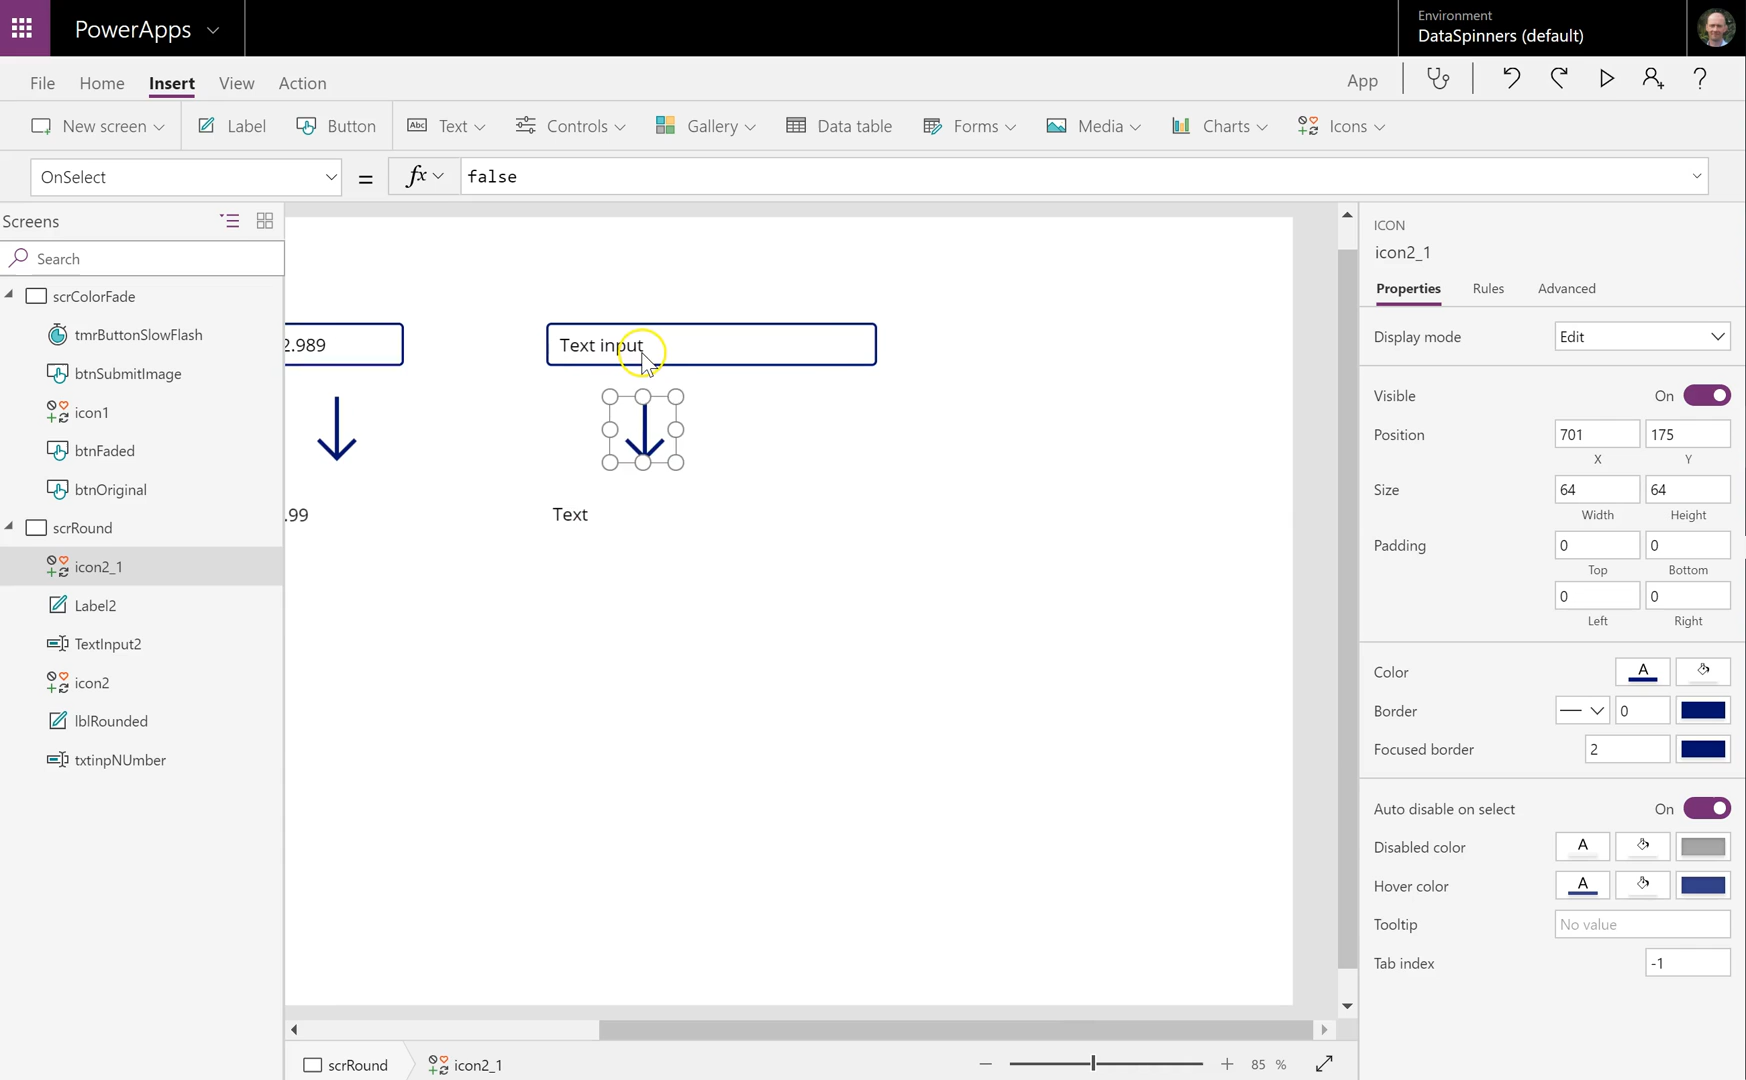 PowerApps
Environment
DataSpinners (default)
File Home Insert View Action App ?
New screen Label Button Abc Text Controls Gallery Data table Forms Media Charts Icons
OnSelect = fx false
Screens
Search
scrColorFade
tmrButtonSlowFlash
btnSubmitImage
icon1
btnFaded
btnOriginal
scrRound
icon2_1
Label2
TextInput2
icon2
lblRounded
txtinpNUmber
2.989 Text input
.99 Text
scrRound icon2_1 85 %
ICON
icon2_1
Properties Rules Advanced
Display mode Edit
Visible On
Position 701 175
X Y
Size 64 64
Width Height
Padding 0 0
Top Bottom
0 0
Left Right
Color A
Border 0
Focused border 2
Auto disable on select On
Disabled color A
Hover color A
Tooltip No value
Tab index -1